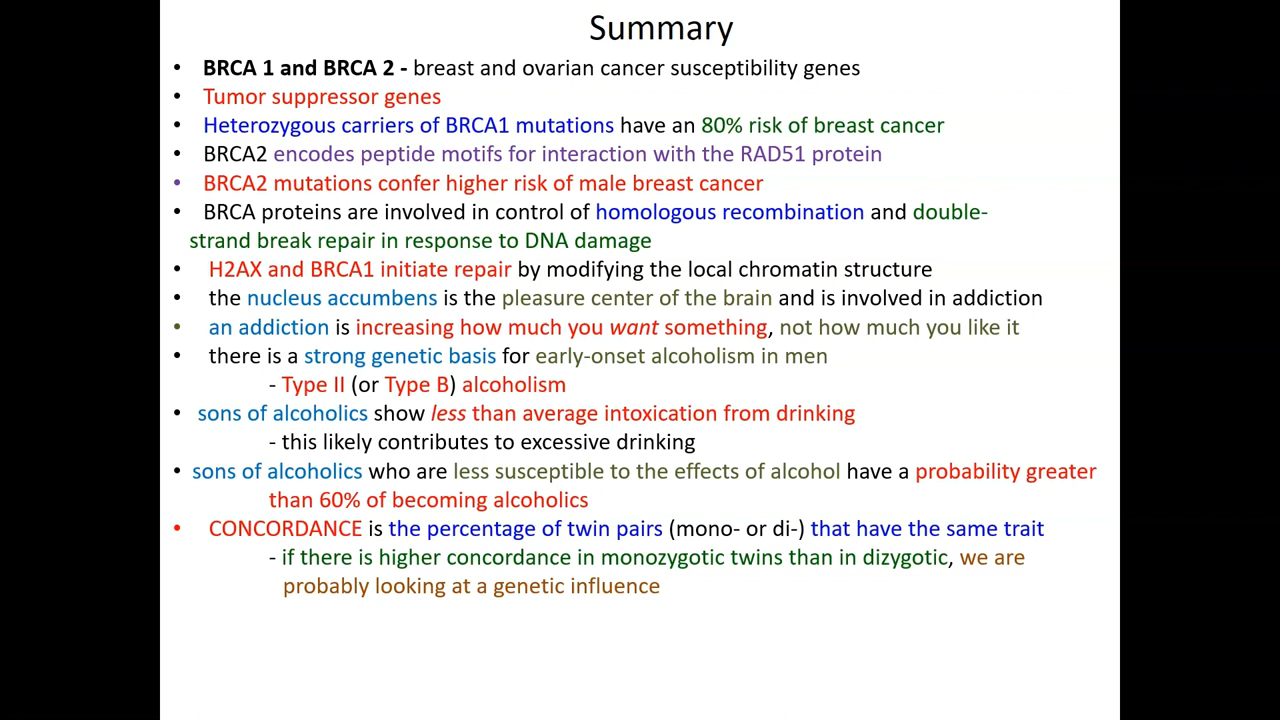 Summary
• BRCA 1 and BRCA 2 - breast and ovarian cancer susceptibility genes
• Tumor suppressor genes
• Heterozygous carriers of BRCA1 mutations have an 80% risk of breast cancer
• BRCA2 encodes peptide motifs for interaction with the RAD51 protein
• BRCA2 mutations confer higher risk of male breast cancer
• BRCA proteins are involved in control of homologous recombination and double-
strand break repair in response to DNA damage
• H2AX and BRCA1 initiate repair by modifying the local chromatin structure
• the nucleus accumbens is the pleasure center of the brain and is involved in addiction
• an addiction is increasing how much you want something, not how much you like it
• there is a strong genetic basis for early-onset alcoholism in men
- Type II (or Type B) alcoholism
• sons of alcoholics show less than average intoxication from drinking
- this likely contributes to excessive drinking
• sons of alcoholics who are less susceptible to the effects of alcohol have a probability greater
than 60% of becoming alcoholics
• CONCORDANCE is the percentage of twin pairs (mono- or di-) that have the same trait
- if there is higher concordance in monozygotic twins than in dizygotic, we are
probably looking at a genetic influence